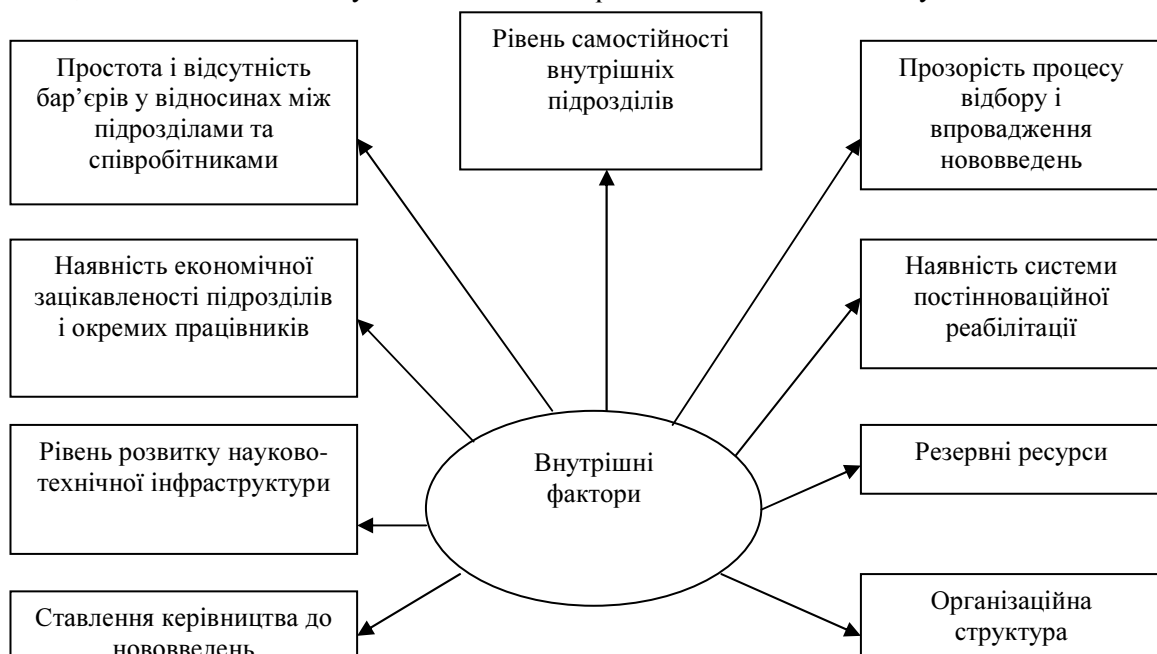 Рівень самостійності
внутрішніх
підрозділів
Простота і відсутність
бар’єрів у відносинах між
підрозділами та
співробітниками
Прозорість процесу
відбору і
впровадження
нововведень
Наявність економічної
зацікавленості підрозділів
і окремих працівників
Наявність системи
постінноваційної
реабілітації
Рівень розвитку науково-
технічної інфраструктури
Внутрішні
фактори
Резервні ресурси
Ставлення керівництва до
нововведень
Організаційна
структура